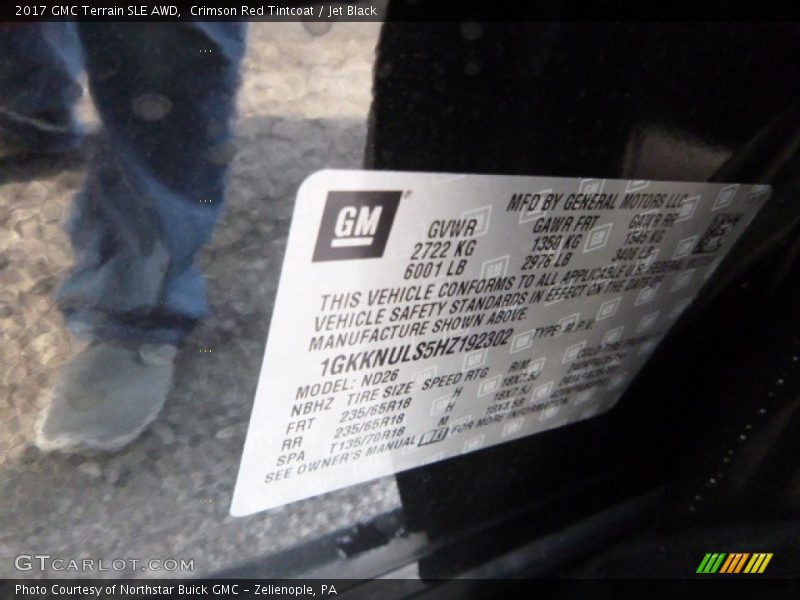 2017 GMC Terrain SLE AWD, Crimson Red Tintcoat / Jet Black
GM
MFD BY GENERAL MOTORS LLC
GVWR GAWR FRT GAWR RR
2722 KG 1350 KG 1545 KG
6001 LB 2976 LB 3406 LB
THIS VEHICLE CONFORMS TO ALL APPLICABLE U.S. FEDERAL
VEHICLE SAFETY STANDARDS IN EFFECT ON THE DATE OF
MANUFACTURE SHOWN ABOVE.
1GKKNULS5HZ192302 TYPE: M.P.V.
MODEL: ND26
NBHZ TIRE SIZE SPEED RTG RIM
FRT 235/65R18 H
RR 235/65R18 H
SPA T135/70R18 M
SEE OWNER'S MANUAL FOR MORE INFORMATION
GTCARLOT.COM
Photo Courtesy of Northstar Buick GMC – Zelienople, PA